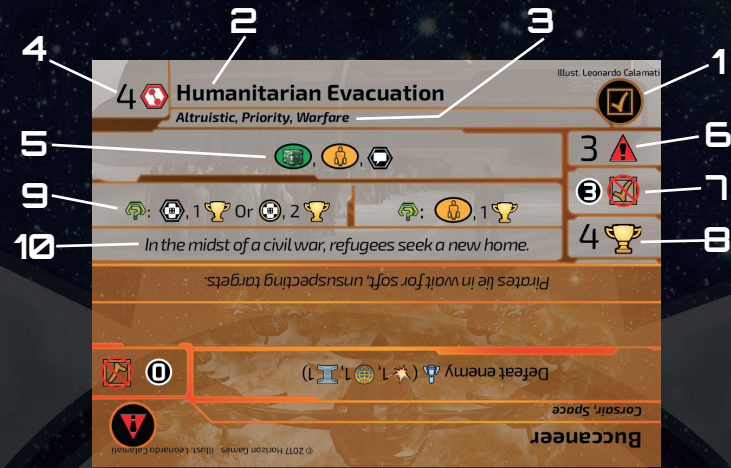 2
3
4
1
Illust. Leonardo Calamati
4 Humanitarian Evacuation
Altruistic, Priority, Warfare
5
, ,
3
6
9
: , 1 Or , 2
: , 1
3
7
10
In the midst of a civil war, refugees seek a new home.
4
8
Pirates lie in wait for soft, unsuspecting targets.
0
Defeat enemy ( 1, 1, 1)
Corsair, Space
Buccaneer
© 2017 Horizon Games Illust. Leonardo Calamati